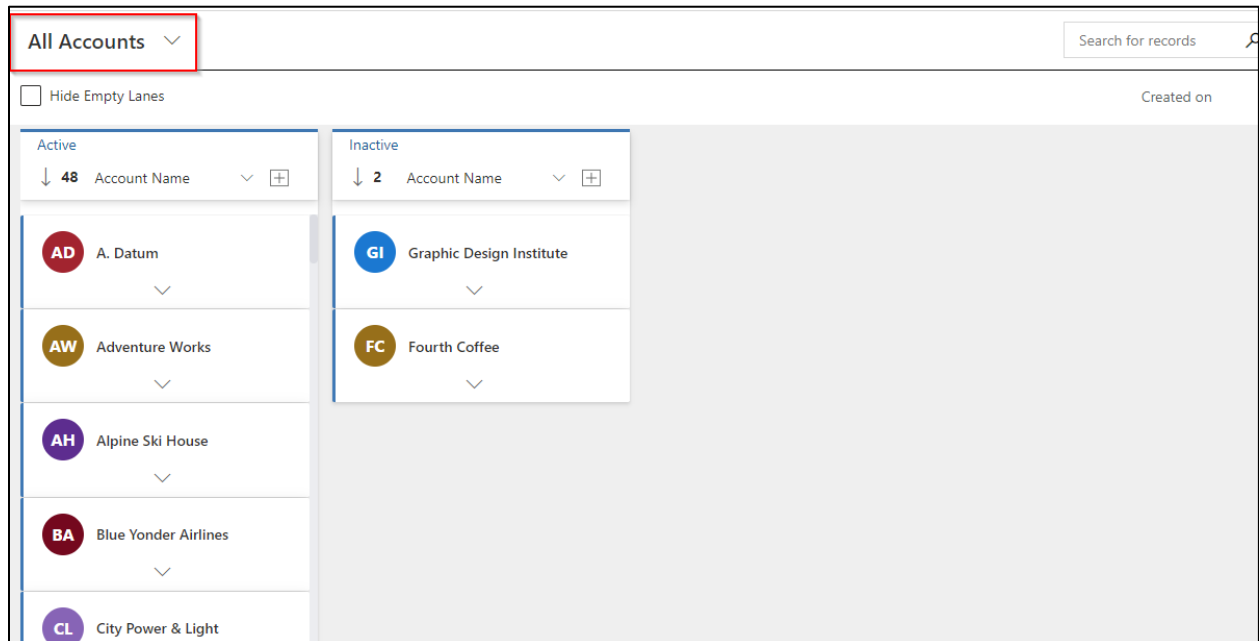 All Accounts
Search for records
Hide Empty Lanes
Created on
Active
48 Account Name
Inactive
2 Account Name
AD A. Datum
AW Adventure Works
AH Alpine Ski House
BA Blue Yonder Airlines
CL City Power & Light
GI Graphic Design Institute
FC Fourth Coffee